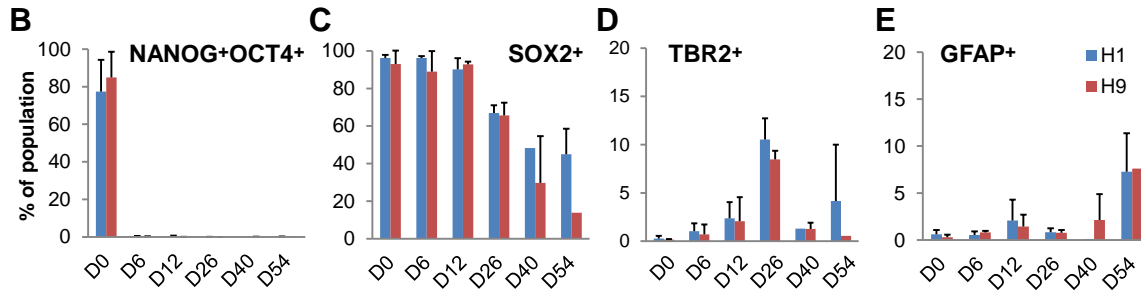 B
NANOG+OCT4+
% of population
100
80
60
40
20
0
D0 D6 D12 D26 D40 D54
C
SOX2+
100
80
60
40
20
0
D0 D6 D12 D26 D40 D54
D
TBR2+
20
15
10
5
0
D0 D6 D12 D26 D40 D54
E
GFAP+
20
15
10
5
0
D0 D6 D12 D26 D40 D54
H1
H9